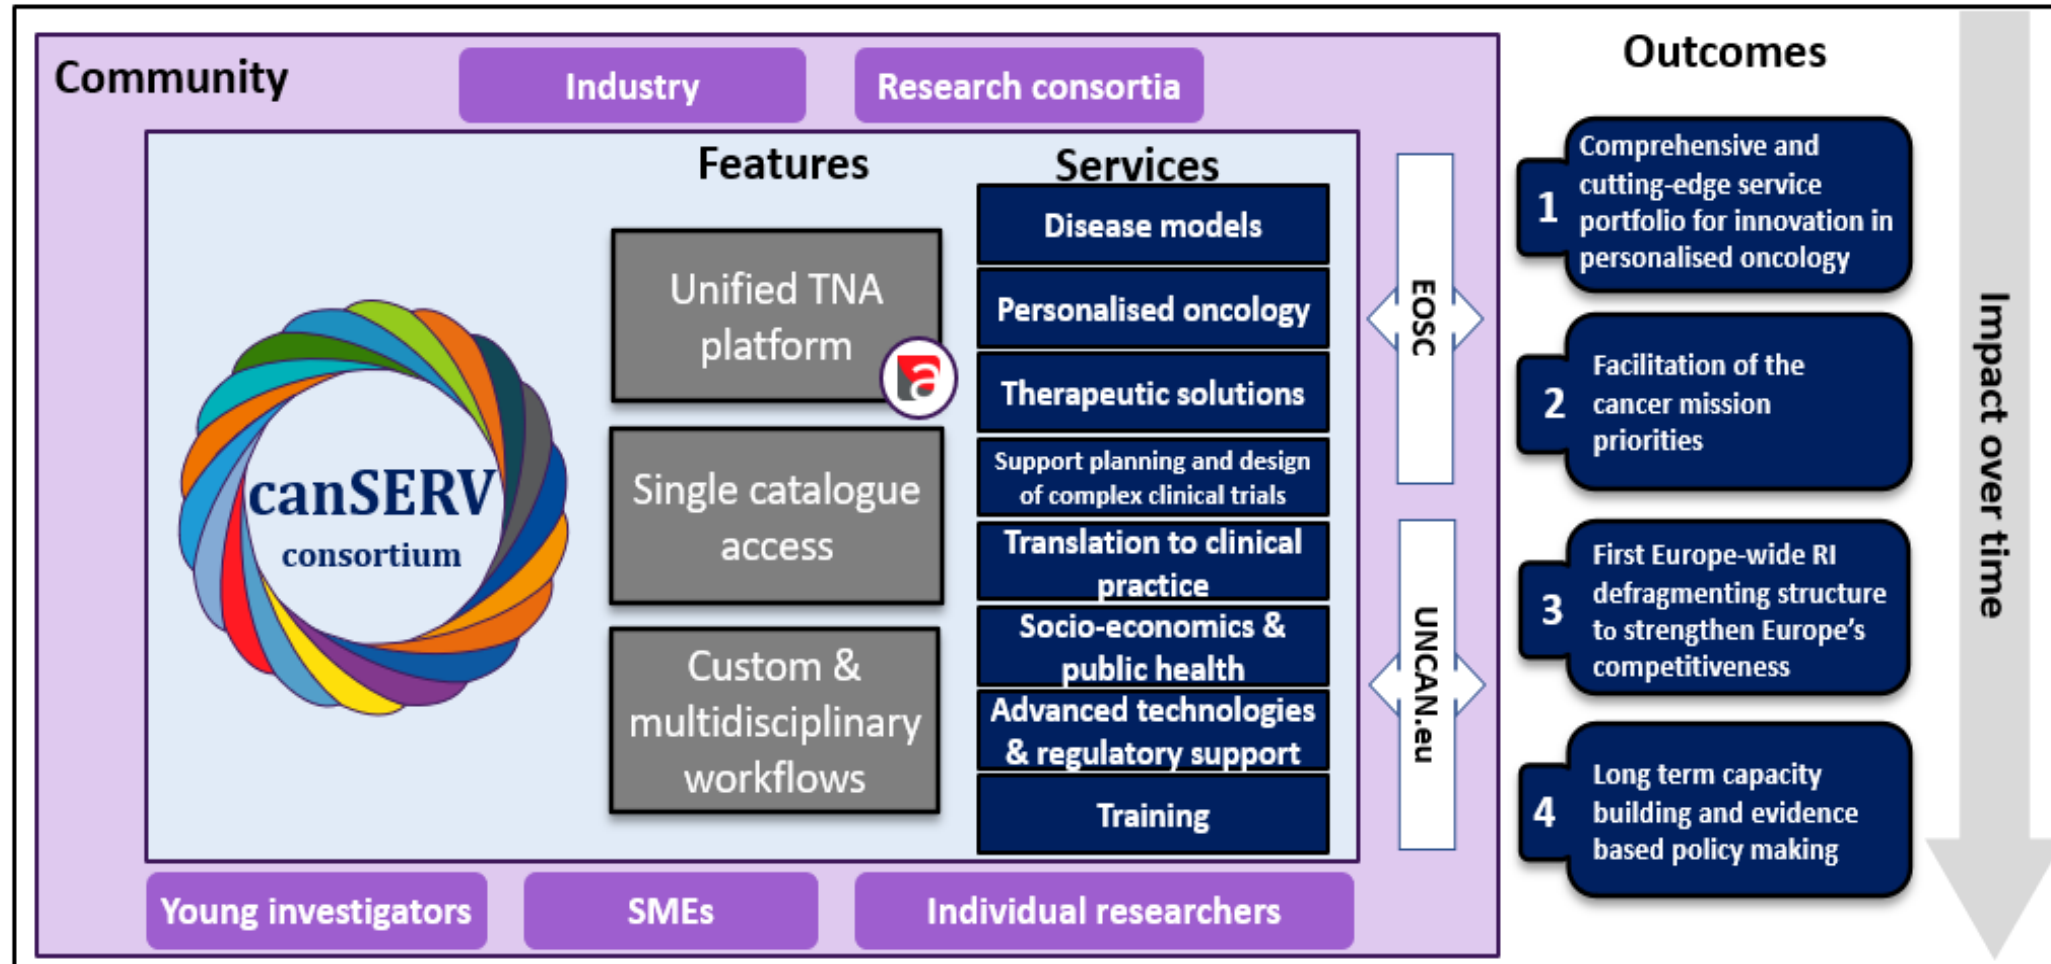 Community
Industry
Research consortia
Features
Services
canSERV
consortium
Unified TNA
platform
a
Single catalogue
access
Custom &
multidisciplinary
workflows
Disease models
Personalised oncology
Therapeutic solutions
Support planning and design
of complex clinical trials
Translation to clinical
practice
Socio-economics &
public health
Advanced technologies
& regulatory support
Training
EOSC
UNCAN.eu
Young investigators
SMEs
Individual researchers
Outcomes
1
Comprehensive and
cutting-edge service
portfolio for innovation in
personalised oncology
2
Facilitation of the
cancer mission
priorities
3
First Europe-wide RI
defragmenting structure
to strengthen Europe's
competitiveness
4
Long term capacity
building and evidence
based policy making
Impact over time